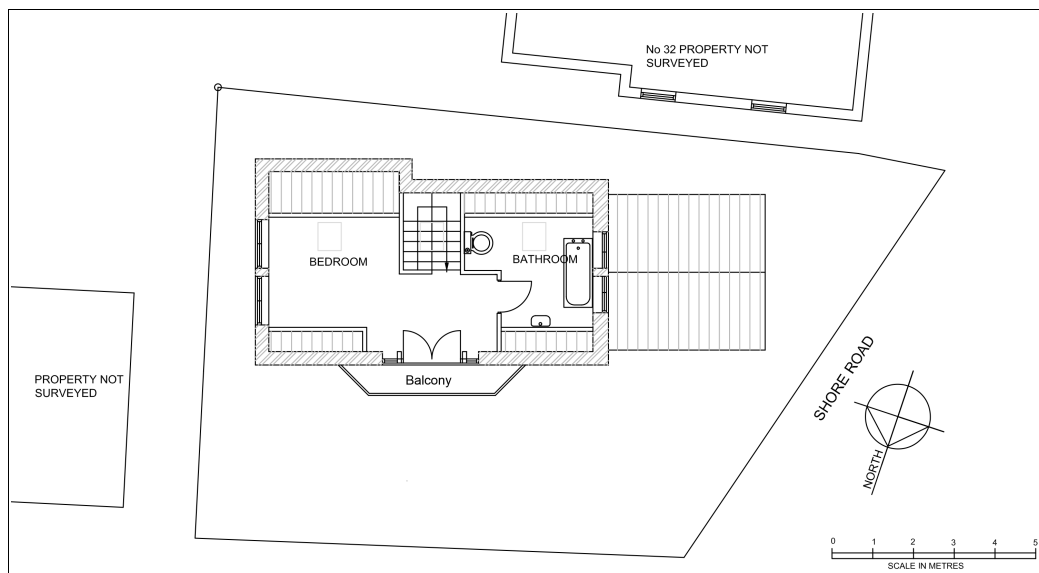 No 32 PROPERTY NOT
SURVEYED
BEDROOM
BATHROOM
Balcony
PROPERTY NOT
SURVEYED
SHORE ROAD
NORTH
0 1 2 3 4 5
SCALE IN METRES